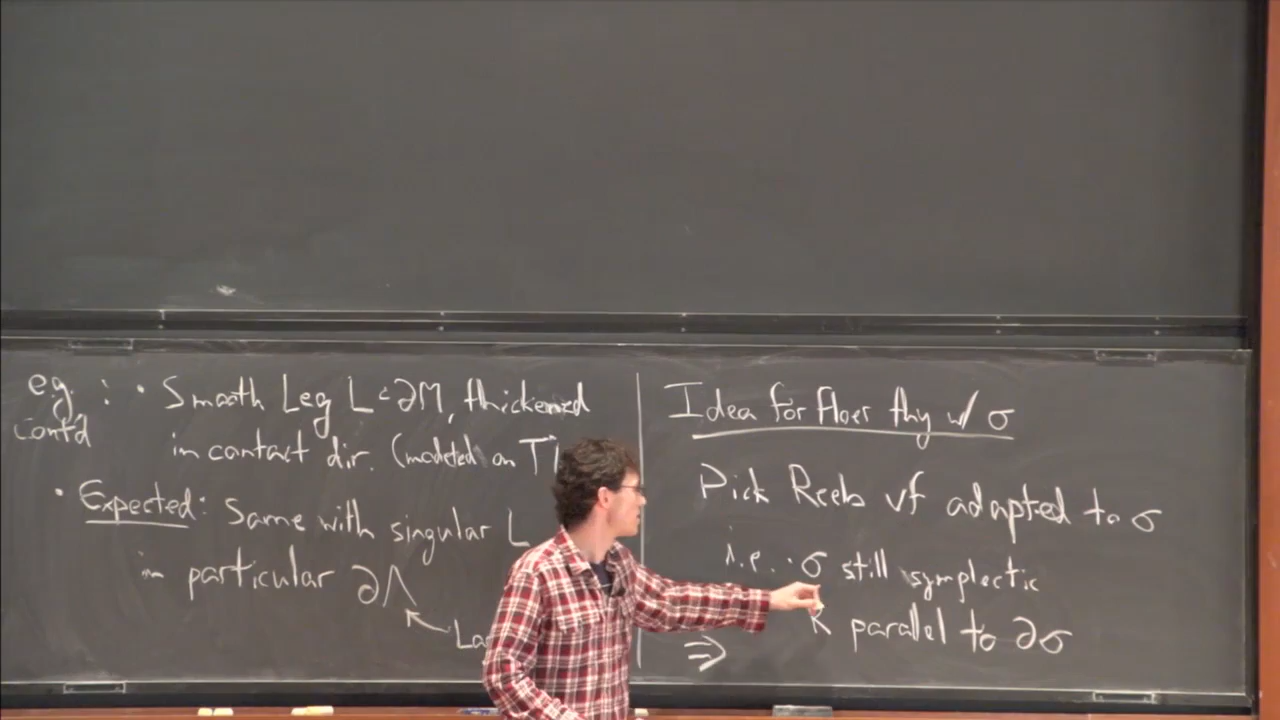 e.g. : • Smooth Leg L ⊂ ∂M, thickened
cont'd
in contact dir. (modeled on T
• Expected: Same with singular L
in particular ∂Λ
Idea for floer thy w/ σ
Pick Reeb vf adapted to σ
i.e. • σ still symplectic
R parallel to ∂σ
⇒